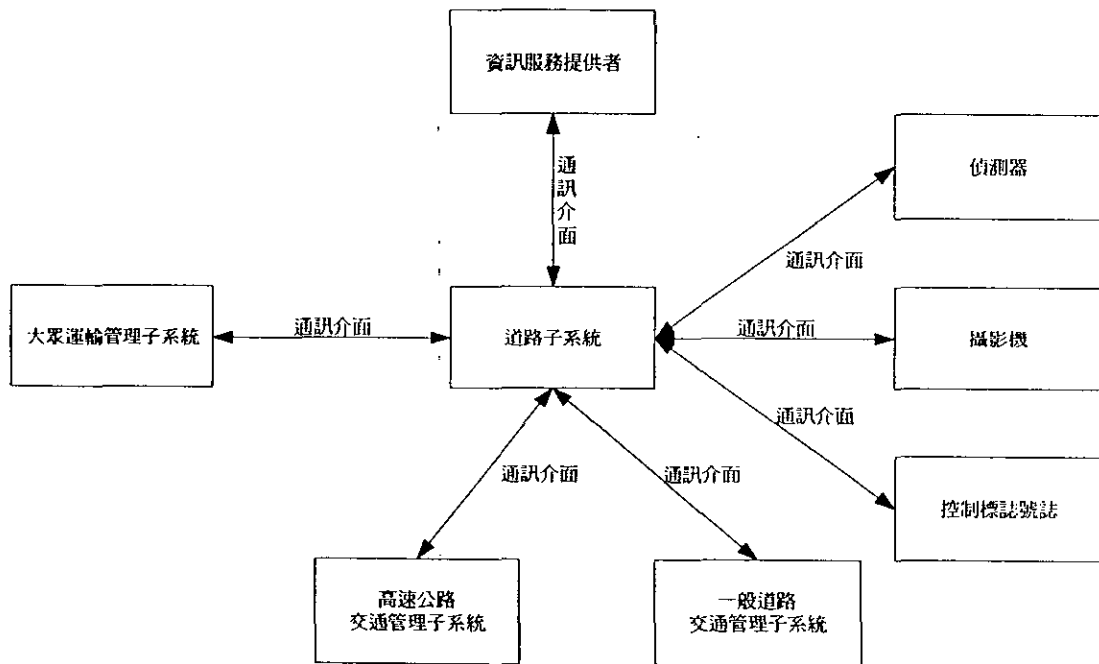 資訊服務提供者
通訊介面
偵測器
通訊介面
大眾運輸管理子系統
通訊介面
道路子系統
通訊介面
攝影機
通訊介面
通訊介面
通訊介面
控制標誌號誌
高速公路
交通管理子系統
一般道路
交通管理子系統